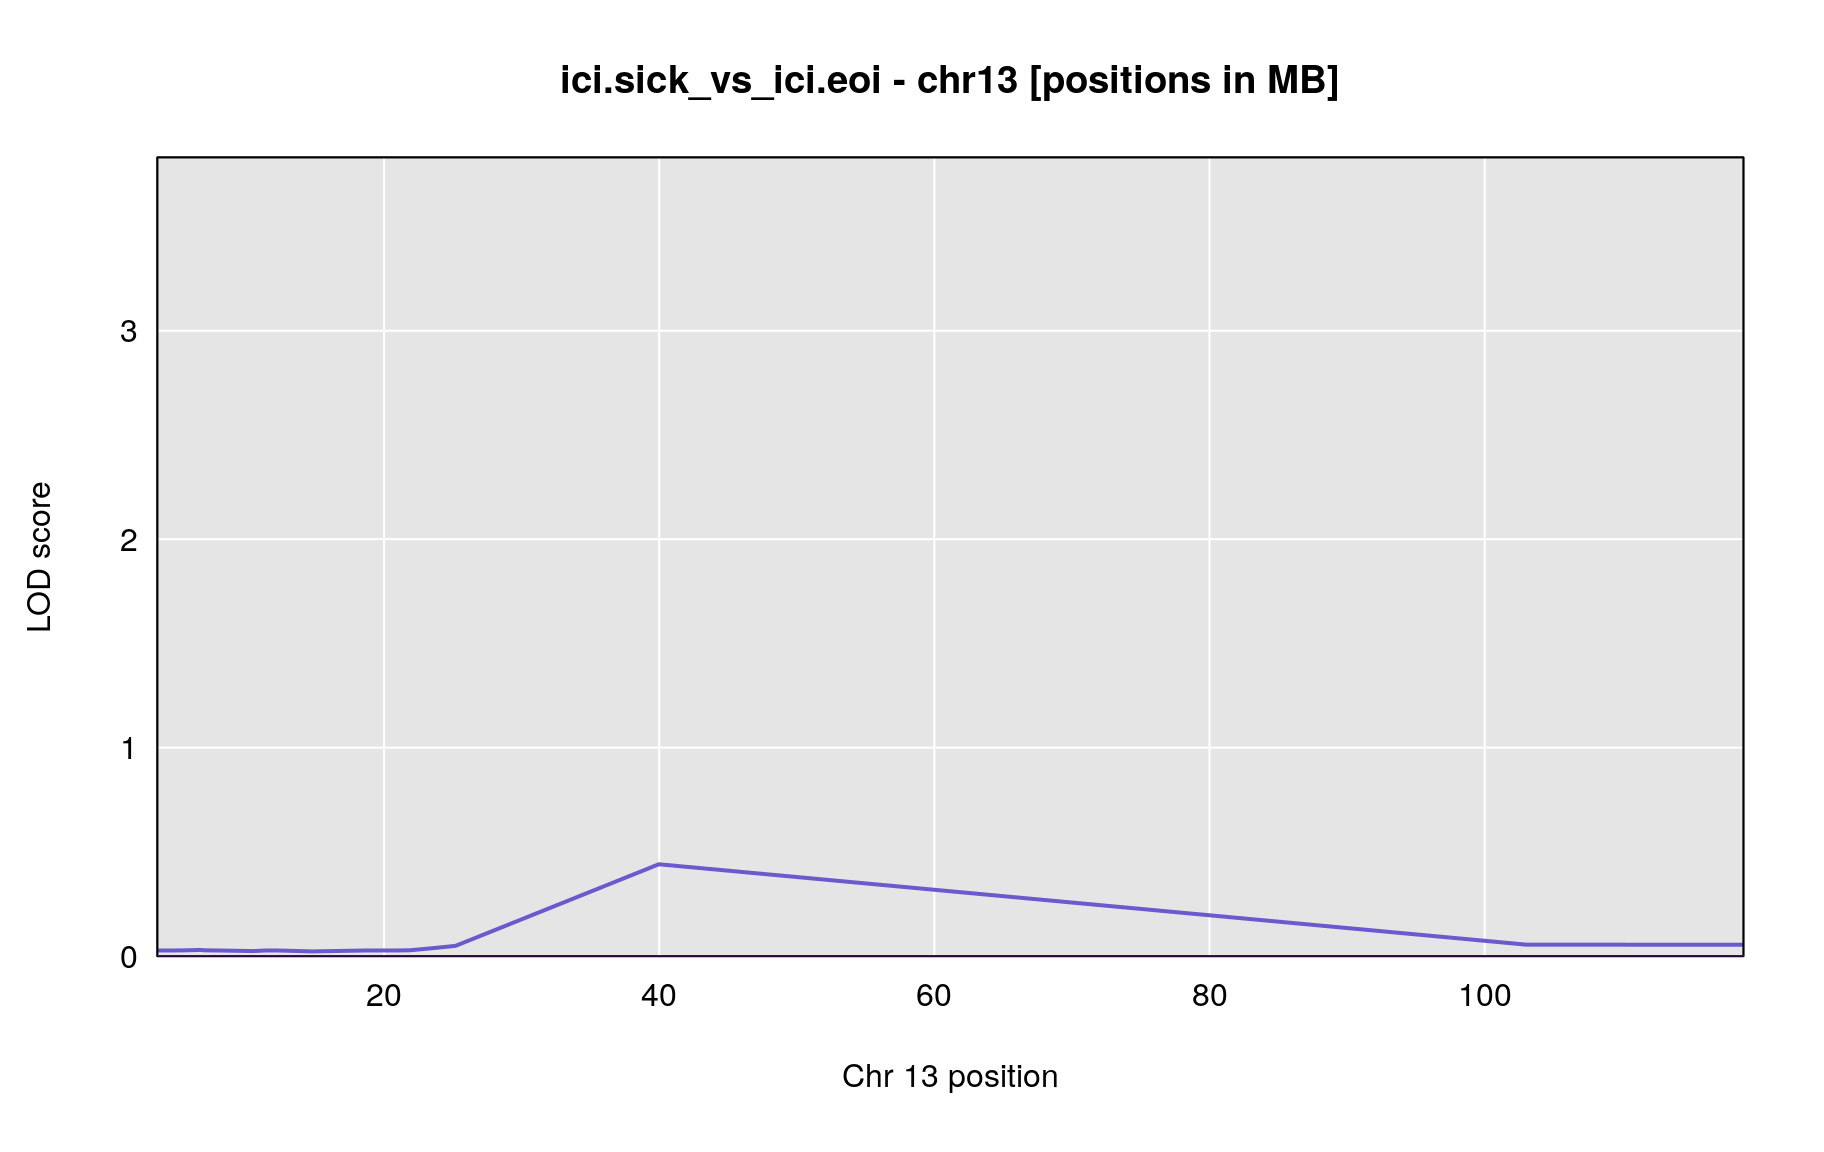 ici.sick_vs_ici.eoi - chr13 [positions in MB]
3
2
1
0
LOD score
20 40 60 80 100
Chr 13 position